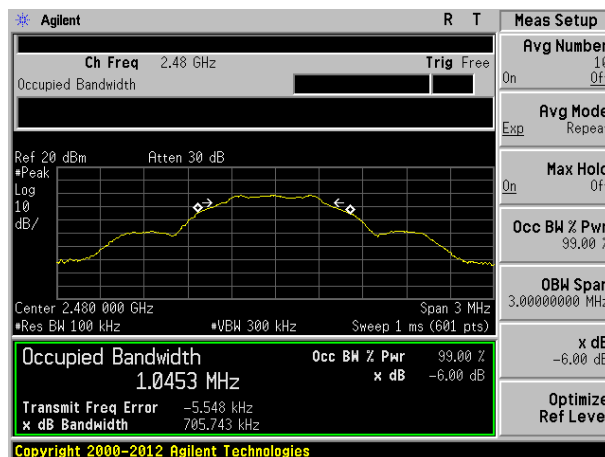 Agilent R T Meas Setup
Avg Number
10
On Off
Ch Freq 2.48 GHz Trig Free
Occupied Bandwidth
Avg Mode
Exp Repeat
Max Hold
On Off
Ref 20 dBm Atten 30 dB
#Peak
Log
10
dB/
Occ BW % Pwr
99.00 %
OBW Span
3.00000000 MHz
Center 2.480 000 GHz Span 3 MHz
#Res BW 100 kHz #VBW 300 kHz Sweep 1 ms (601 pts)
x dB
-6.00 dB
Occupied Bandwidth Occ BW % Pwr 99.00 %
1.0453 MHz x dB -6.00 dB
Transmit Freq Error -5.548 kHz
x dB Bandwidth 705.743 kHz
Optimize
Ref Level
Copyright 2000-2012 Agilent Technologies